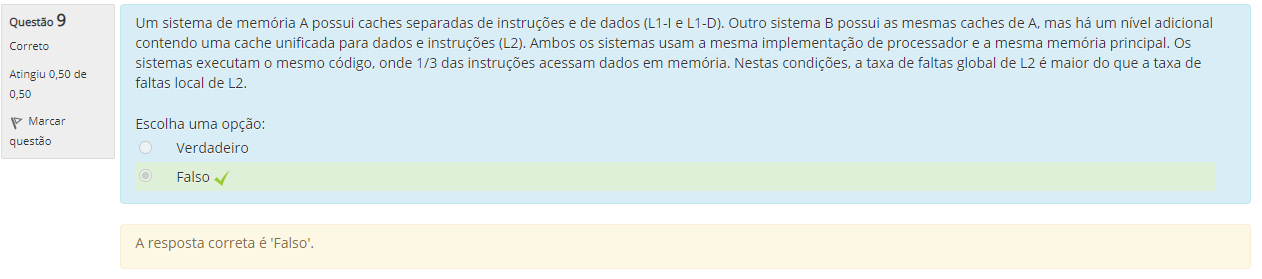 Questão 9
Correto
Atingiu 0,50 de
0,50
Marcar
questão
Um sistema de memória A possui caches separadas de instruções e de dados (L1-I e L1-D). Outro sistema B possui as mesmas caches de A, mas há um nível adicional
contendo uma cache unificada para dados e instruções (L2). Ambos os sistemas usam a mesma implementação de processador e a mesma memória principal. Os
sistemas executam o mesmo código, onde 1/3 das instruções acessam dados em memória. Nestas condições, a taxa de faltas global de L2 é maior do que a taxa de
faltas local de L2.
Escolha uma opção:
Verdadeiro
Falso
A resposta correta é 'Falso'.